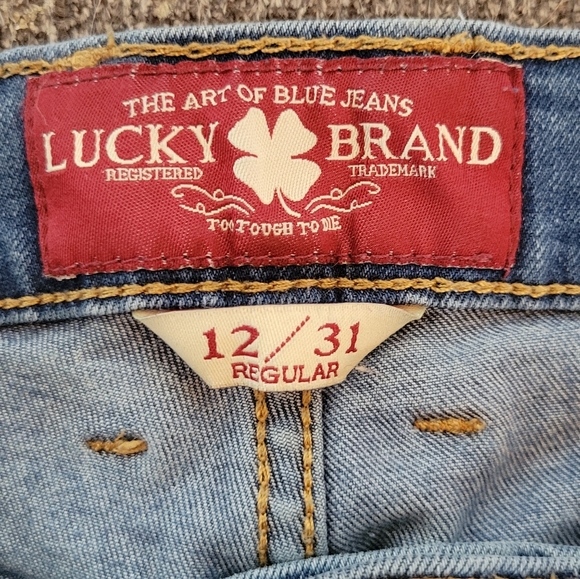 THE ART OF BLUE JEANS
LUCKY BRAND
REGISTERED TRADEMARK
TOO TOUGH TO DIE
12/31
REGULAR